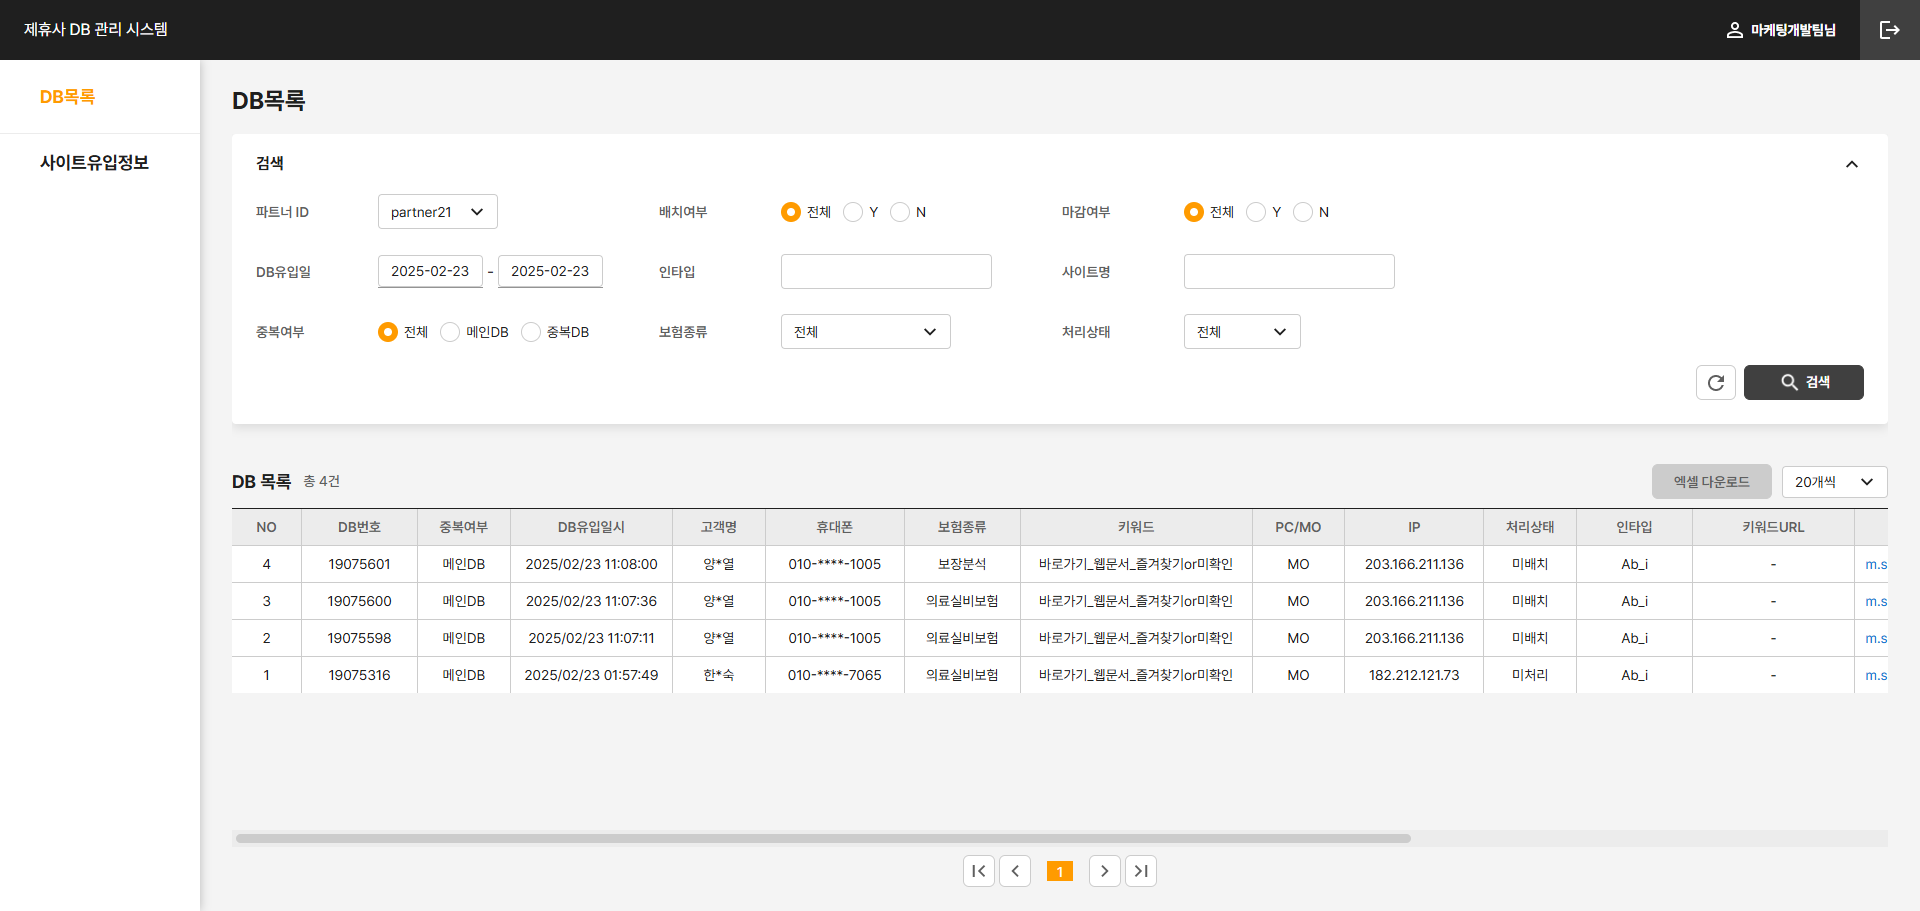 제휴사 DB 관리 시스템
마케팅개발팀님
DB목록
사이트유입정보
DB목록
검색
파트너 ID partner21 배치여부 전체 Y N 마감여부 전체 Y N
DB유입일 2025-02-23 - 2025-02-23 인타입 사이트명
중복여부 전체 메인DB 중복DB 보험종류 전체 처리상태 전체
검색
DB 목록 총 4건 엑셀 다운로드 20개씩
NO DB번호 중복여부 DB유입일시 고객명 휴대폰 보험종류 키워드 PC/MO IP 처리상태 인타입 키워드URL
4 19075601 메인DB 2025/02/23 11:08:00 양*열 010-****-1005 보장분석 바로가기_웹문서_즐겨찾기or미확인 MO 203.166.211.136 미배치 Ab_i - m.s
3 19075600 메인DB 2025/02/23 11:07:36 양*열 010-****-1005 의료실비보험 바로가기_웹문서_즐겨찾기or미확인 MO 203.166.211.136 미배치 Ab_i - m.s
2 19075598 메인DB 2025/02/23 11:07:11 양*열 010-****-1005 의료실비보험 바로가기_웹문서_즐겨찾기or미확인 MO 203.166.211.136 미배치 Ab_i - m.s
1 19075316 메인DB 2025/02/23 01:57:49 한*숙 010-****-7065 의료실비보험 바로가기_웹문서_즐겨찾기or미확인 MO 182.212.121.73 미처리 Ab_i - m.s
1